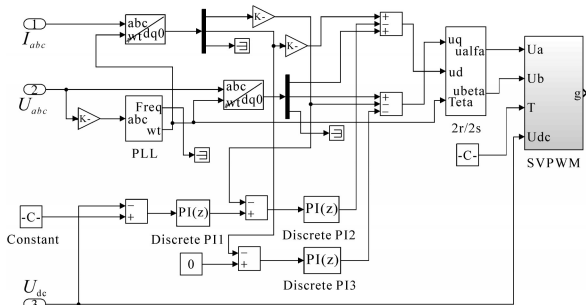 1
I_abc
abc
wt dq0
K-
K-
2
U_abc
abc
wt dq0
K-
Freq
abc
wt
PLL
uq ualfa
ud
ubeta
Teta
2r/2s
Ua
Ub
T
Udc
g
SVPWM
-C-
-C-
Constant
PI(z)
Discrete PI1
PI(z)
Discrete PI2
0
PI(z)
Discrete PI3
U_dc
3